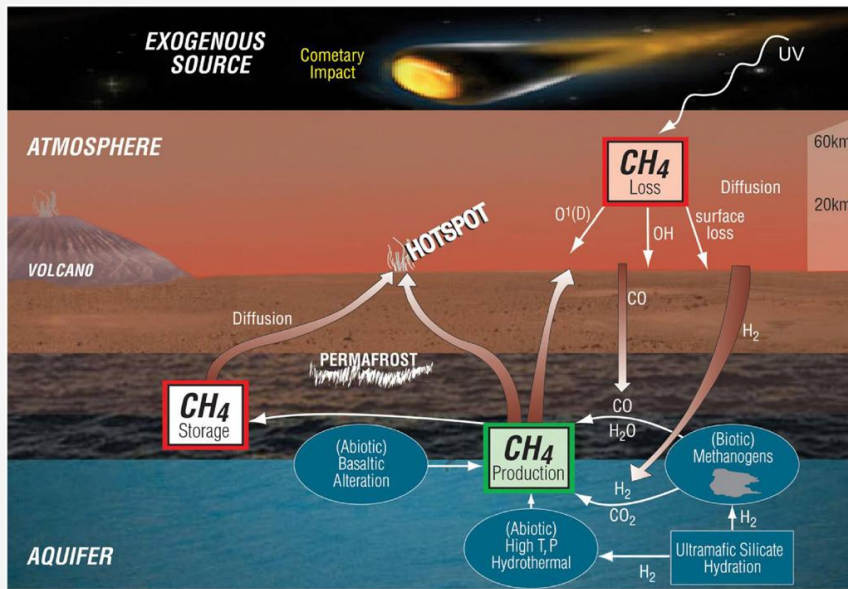 EXOGENOUS
SOURCE
Cometary
Impact
UV
ATMOSPHERE
60km
CH4
Loss
Diffusion
20km
O¹(D)
OH
surface
loss
HOTSPOT
VOLCANO
CO
H2
Diffusion
PERMAFROST
CH4
Storage
CO
H2O
(Abiotic)
Basaltic
Alteration
CH4
Production
(Biotic)
Methanogens
H2
CO2
H2
(Abiotic)
High T, P
Hydrothermal
H2
Ultramafic Silicate
Hydration
AQUIFER